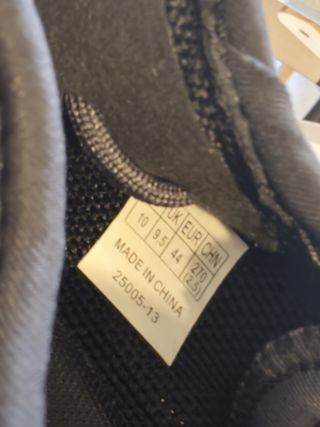 UK EUR CHN
10 9.5 44 270
(2.5)
MADE IN CHINA
25005-13